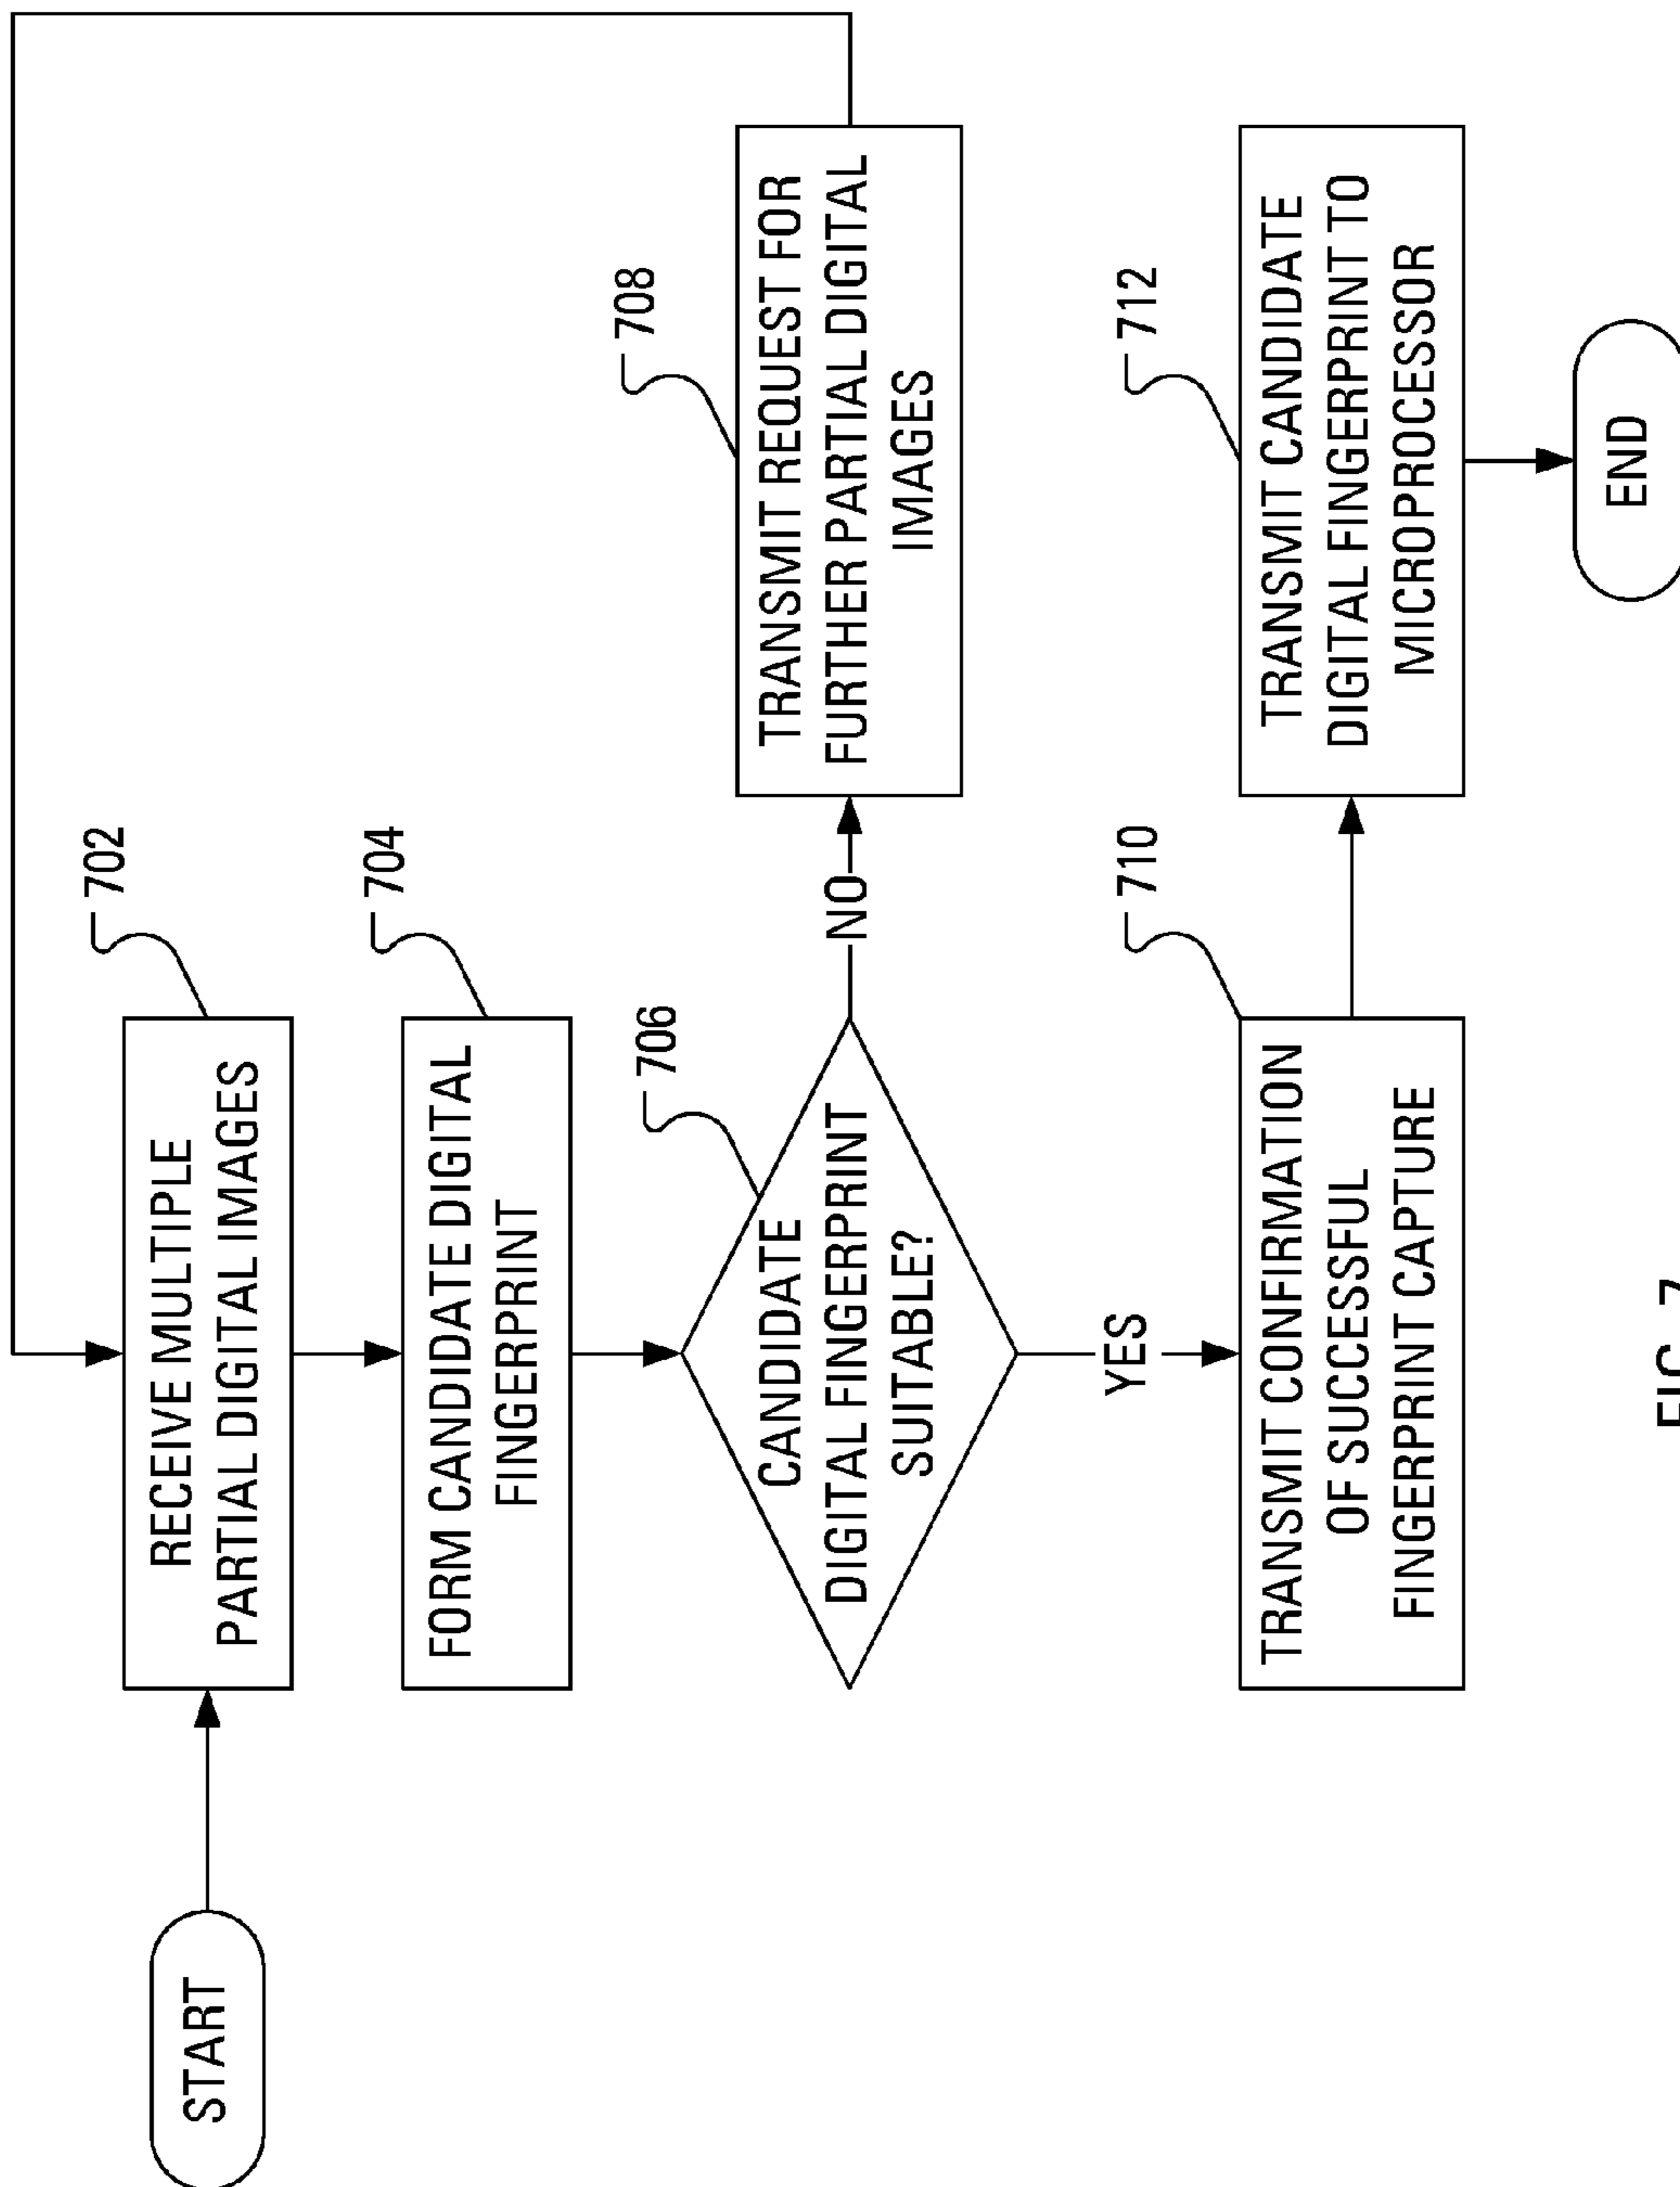 START
702
RECEIVE MULTIPLE
PARTIAL DIGITAL IMAGES
704
FORM CANDIDATE DIGITAL
FINGERPRINT
706
CANDIDATE
DIGITAL FINGERPRINT
SUITABLE?
NO
708
TRANSMIT REQUEST FOR
FURTHER PARTIAL DIGITAL
IMAGES
YES
710
TRANSMIT CONFIRMATION
OF SUCCESSFUL
FINGERPRINT CAPTURE
712
TRANSMIT CANDIDATE
DIGITAL FINGERPRINT TO
MICROPROCESSOR
END
FIG. 7